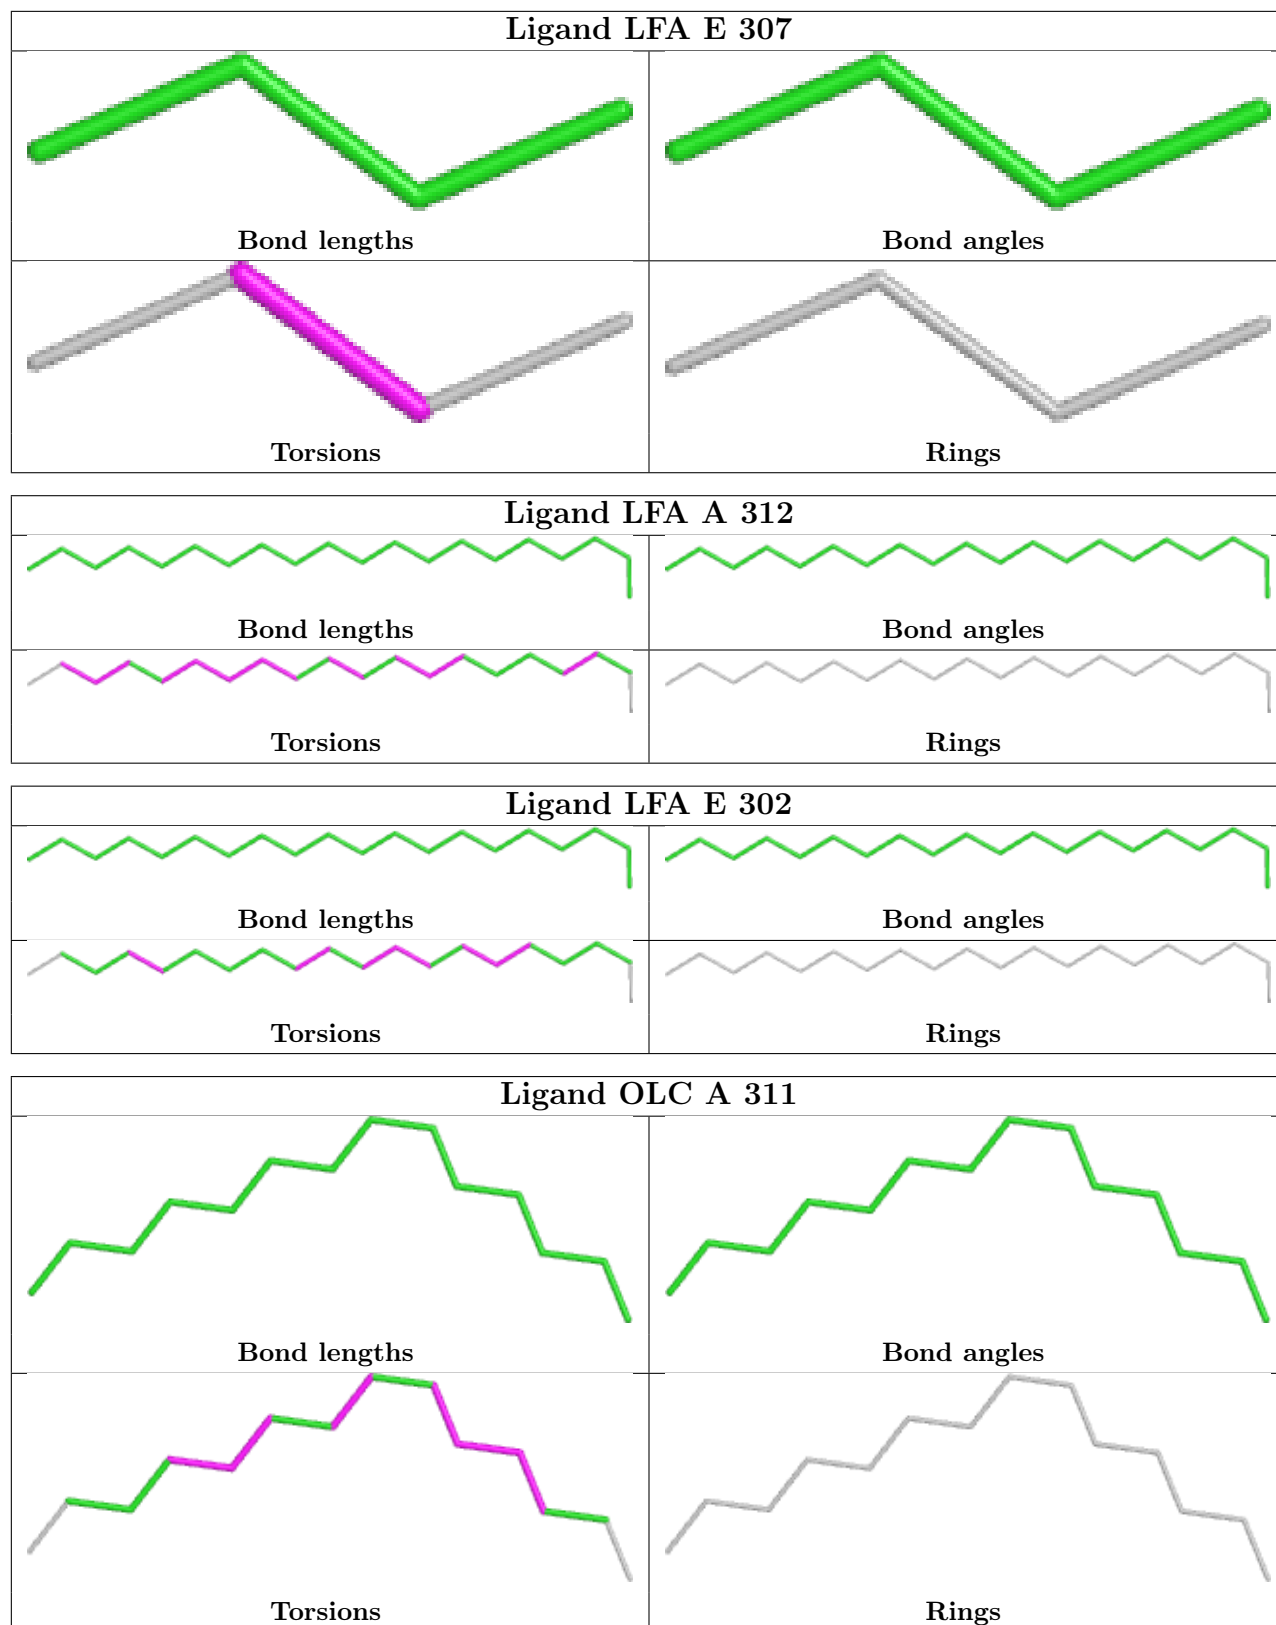 Ligand LFA E 307
Bond lengths
Bond angles
Torsions
Rings
Ligand LFA A 312
Bond lengths
Bond angles
Torsions
Rings
Ligand LFA E 302
Bond lengths
Bond angles
Torsions
Rings
Ligand OLC A 311
Bond lengths
Bond angles
Torsions
Rings